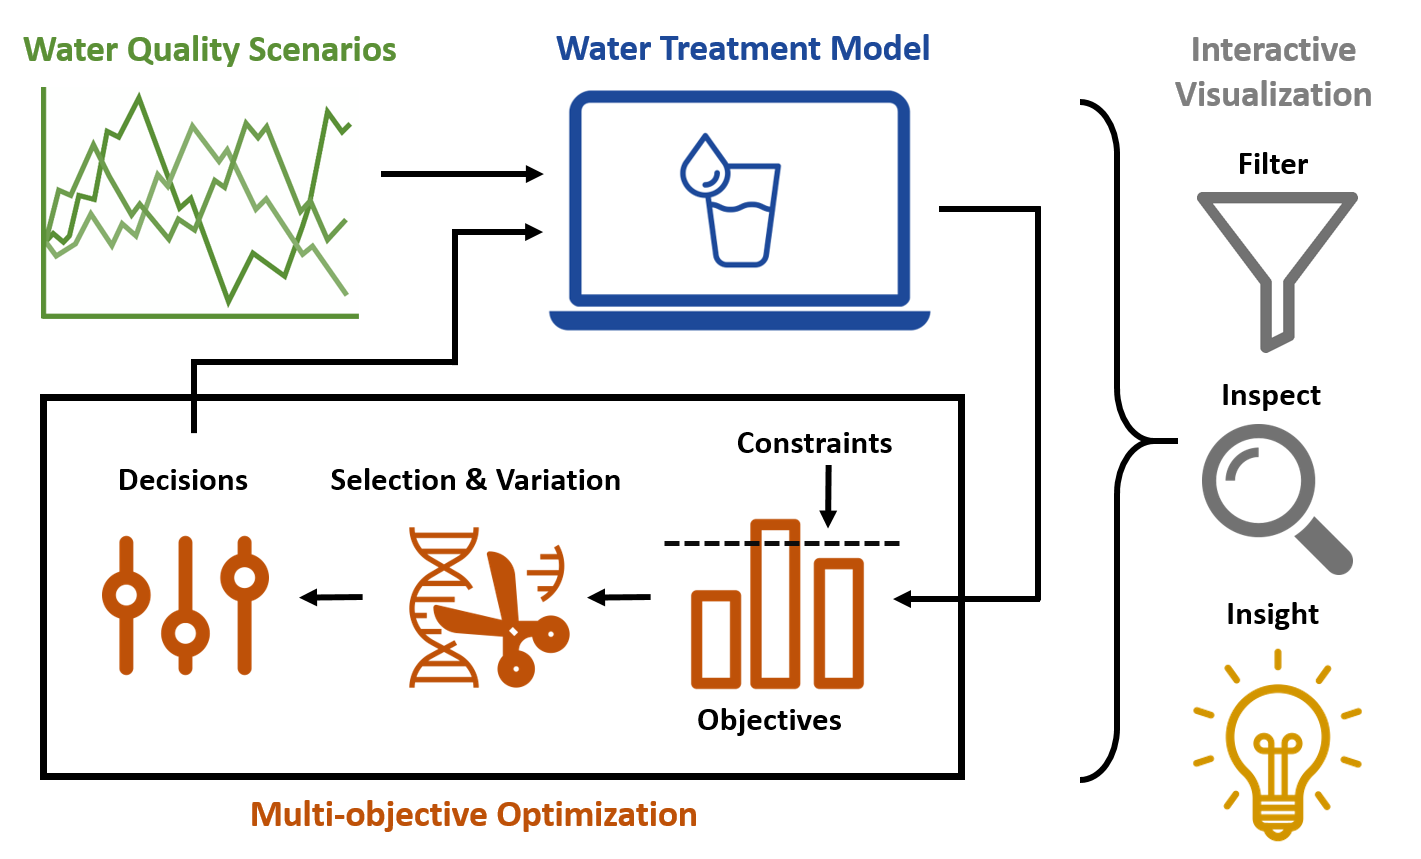 Water Quality Scenarios
Water Treatment Model
Interactive
Visualization
Filter
Inspect
Insight
Constraints
Decisions
Selection & Variation
Objectives
Multi-objective Optimization